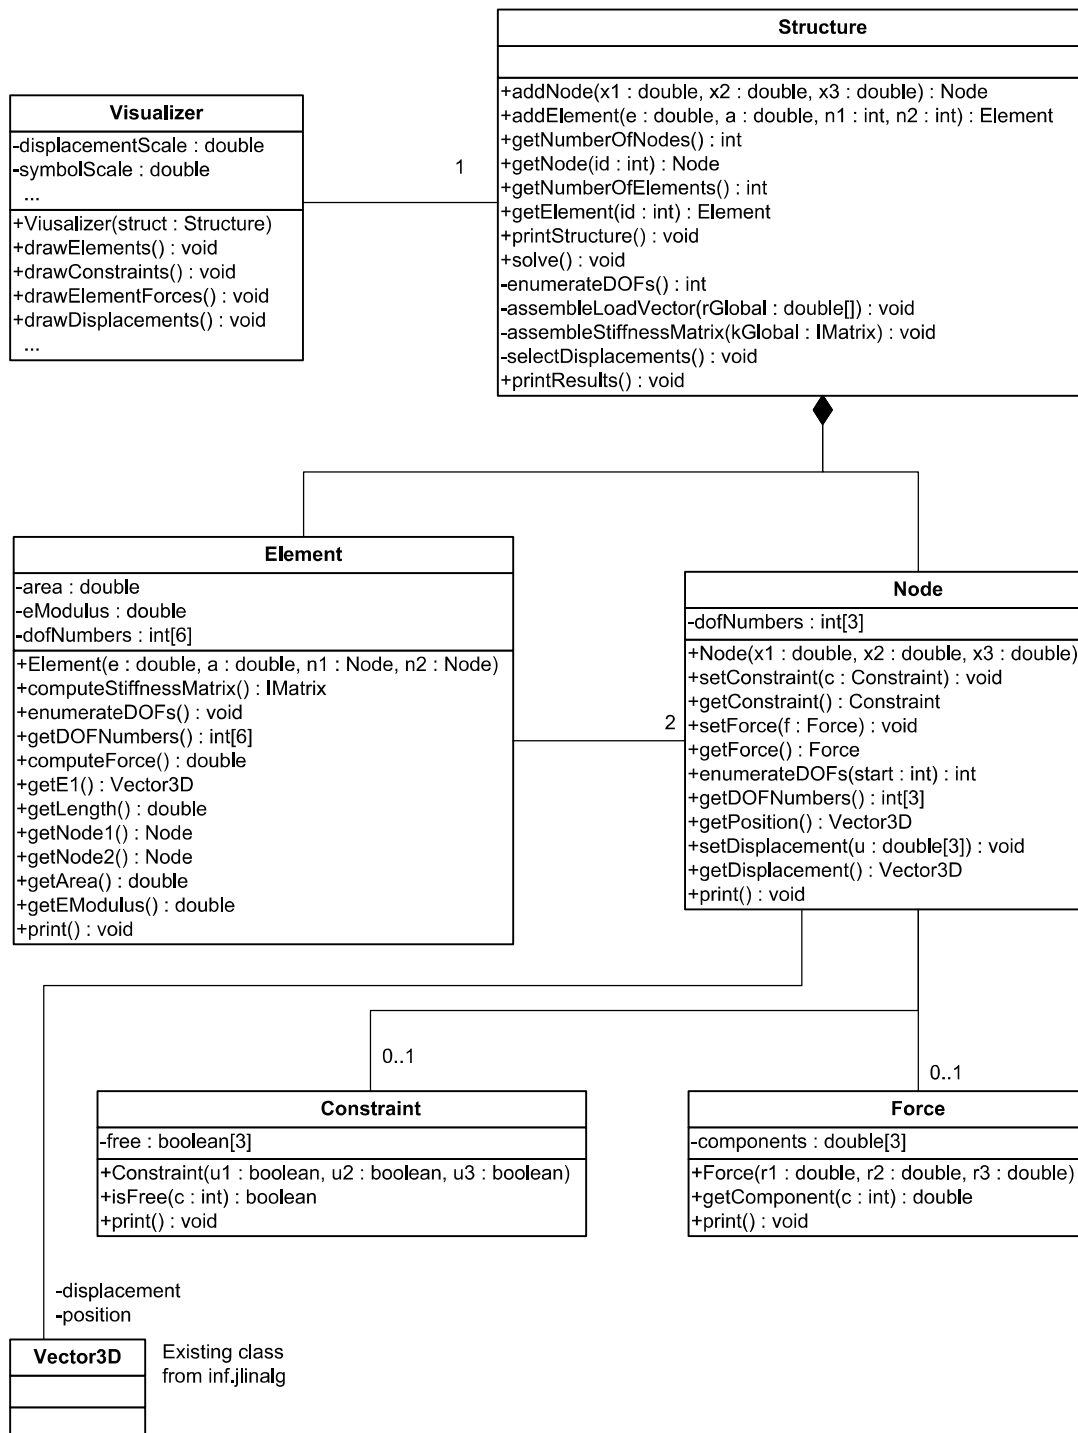 Structure
+addNode(x1 : double, x2 : double, x3 : double) : Node
+addElement(e : double, a : double, n1 : int, n2 : int) : Element
+getNumberOfNodes() : int
+getNode(id : int) : Node
+getNumberOfElements() : int
+getElement(id : int) : Element
+printStructure() : void
+solve() : void
-enumerateDOFs() : int
-assembleLoadVector(rGlobal : double[]) : void
-assembleStiffnessMatrix(kGlobal : IMatrix) : void
-selectDisplacements() : void
+printResults() : void
Visualizer
-displacementScale : double
-symbolScale : double
...
+Viusalizer(struct : Structure)
+drawElements() : void
+drawConstraints() : void
+drawElementForces() : void
+drawDisplacements() : void
...
1
Element
-area : double
-eModulus : double
-dofNumbers : int[6]
+Element(e : double, a : double, n1 : Node, n2 : Node)
+computeStiffnessMatrix() : IMatrix
+enumerateDOFs() : void
+getDOFNumbers() : int[6]
+computeForce() : double
+getE1() : Vector3D
+getLength() : double
+getNode1() : Node
+getNode2() : Node
+getArea() : double
+getEModulus() : double
+print() : void
2
Node
-dofNumbers : int[3]
+Node(x1 : double, x2 : double, x3 : double)
+setConstraint(c : Constraint) : void
+getConstraint() : Constraint
+setForce(f : Force) : void
+getForce() : Force
+enumerateDOFs(start : int) : int
+getDOFNumbers() : int[3]
+getPosition() : Vector3D
+setDisplacement(u : double[3]) : void
+getDisplacement() : Vector3D
+print() : void
0..1
0..1
Constraint
-free : boolean[3]
+Constraint(u1 : boolean, u2 : boolean, u3 : boolean)
+isFree(c : int) : boolean
+print() : void
Force
-components : double[3]
+Force(r1 : double, r2 : double, r3 : double)
+getComponent(c : int) : double
+print() : void
-displacement
-position
Vector3D
Existing class
from inf.jlinalg